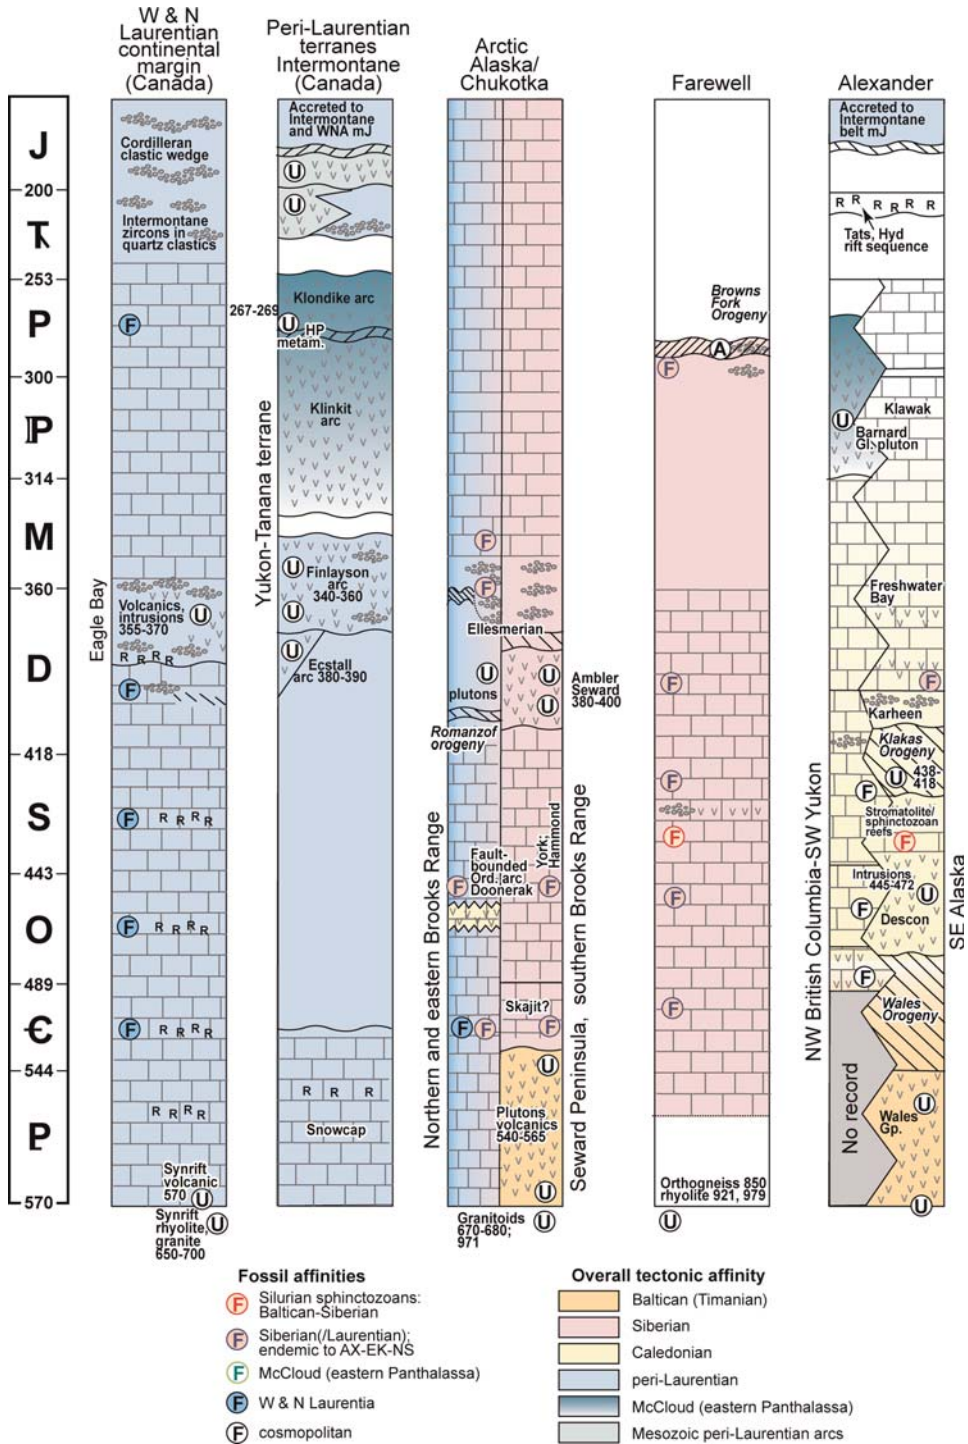 W & N
Laurentian
continental
margin
(Canada)
Peri-Laurentian
terranes
Intermontane
(Canada)
Arctic
Alaska/
Chukotka
Farewell
Alexander
J
200
Ŧ
253
P
300
ℙ
314
M
360
D
418
S
443
O
489
Є
544
P
570
Cordilleran
clastic wedge
Intermontane
zircons in
quartz clastics
F
Eagle Bay
Volcanics,
intrusions
355-370
U
R R R R
F
F
R R R R
F
R R R R
F
R R R R
R R R R
Synrift
volcanic
570
U
Synrift
rhyolite,
granite
650-700
U
Accreted to
Intermontane
and WNA mJ
U
U
Klondike arc
267-269
U
HP
metam.
Klinkit
arc
Yukon-Tanana terrane
U
Finlayson
arc
340-360
U
U
Ecstall
arc 380-390
R R R
Snowcap
F
F
Ellesmerian
U
plutons
U
U
Ambler
Seward
380-400
Romanzof
orogeny
Northern and eastern Brooks Range
Fault-
bounded
Ord. arc
Doonerak
York;
Hammond
F
F
Seward Peninsula, southern Brooks Range
Skajit?
F
F
F
U
Plutons
volcanics
540-565
U
Granitoids
670-680;
971
U
Browns
Fork
Orogeny
A
F
F
F
F
F
F
Orthogneiss 850
rhyolite 921, 979
U
Accreted to
Intermontane
belt mJ
R R R R R R
Tats, Hyd
rift sequence
Klawak
U
Barnard
Gl. pluton
Freshwater
Bay
F
Karheen
Klakas
Orogeny
U
438-
418
F
Stromatolite/
sphinctozoan
reefs
F
NW British Columbia-SW Yukon
SE Alaska
Intrusions
445-472
U
F
Descon
F
Wales
Orogeny
No record
U
Wales
Gp.
U
Fossil affinities
F Silurian sphinctozoans:
Baltican-Siberian
F Siberian(/Laurentian);
endemic to AX-EK-NS
F McCloud (eastern Panthalassa)
F W & N Laurentia
F cosmopolitan
Overall tectonic affinity
Baltican (Timanian)
Siberian
Caledonian
peri-Laurentian
McCloud (eastern Panthalassa)
Mesozoic peri-Laurentian arcs